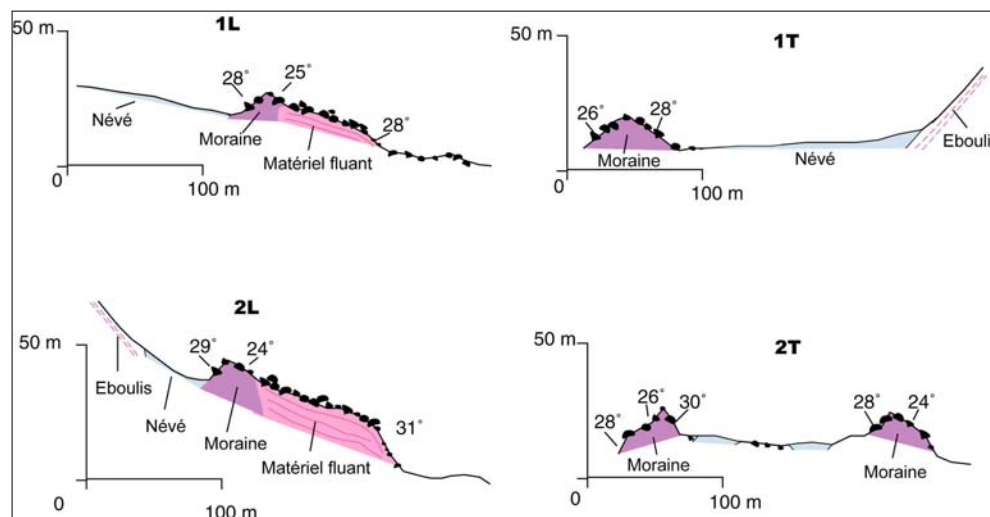 1L
50 m
28°
25°
Névé
Moraine
28°
Matériel fluant
0
100 m
1T
50 m
26°
28°
Moraine
Névé
Eboulis
0
100 m
2L
50 m
29°
24°
Eboulis
Névé
Moraine
31°
Matériel fluant
0
100 m
2T
50 m
26°
30°
28°
28°
24°
Moraine
Moraine
0
100 m